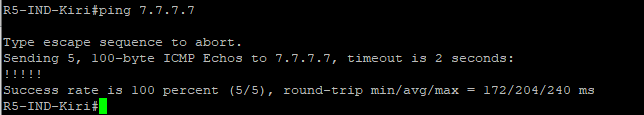 R5-IND-Kiri#ping 7.7.7.7
Type escape sequence to abort.
Sending 5, 100-byte ICMP Echos to 7.7.7.7, timeout is 2 seconds:
!!!!!
Success rate is 100 percent (5/5), round-trip min/avg/max = 172/204/240 ms
R5-IND-Kiri#